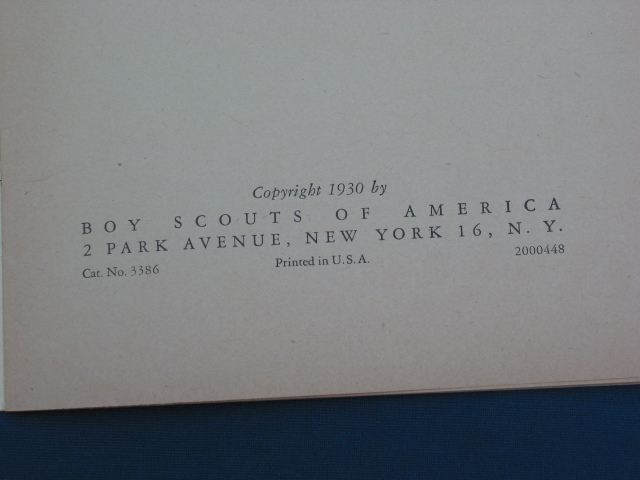 Copyright 1930 by
BOY SCOUTS OF AMERICA
2 PARK AVENUE, NEW YORK 16, N. Y.
Cat. No. 3386 Printed in U. S. A. 2000448